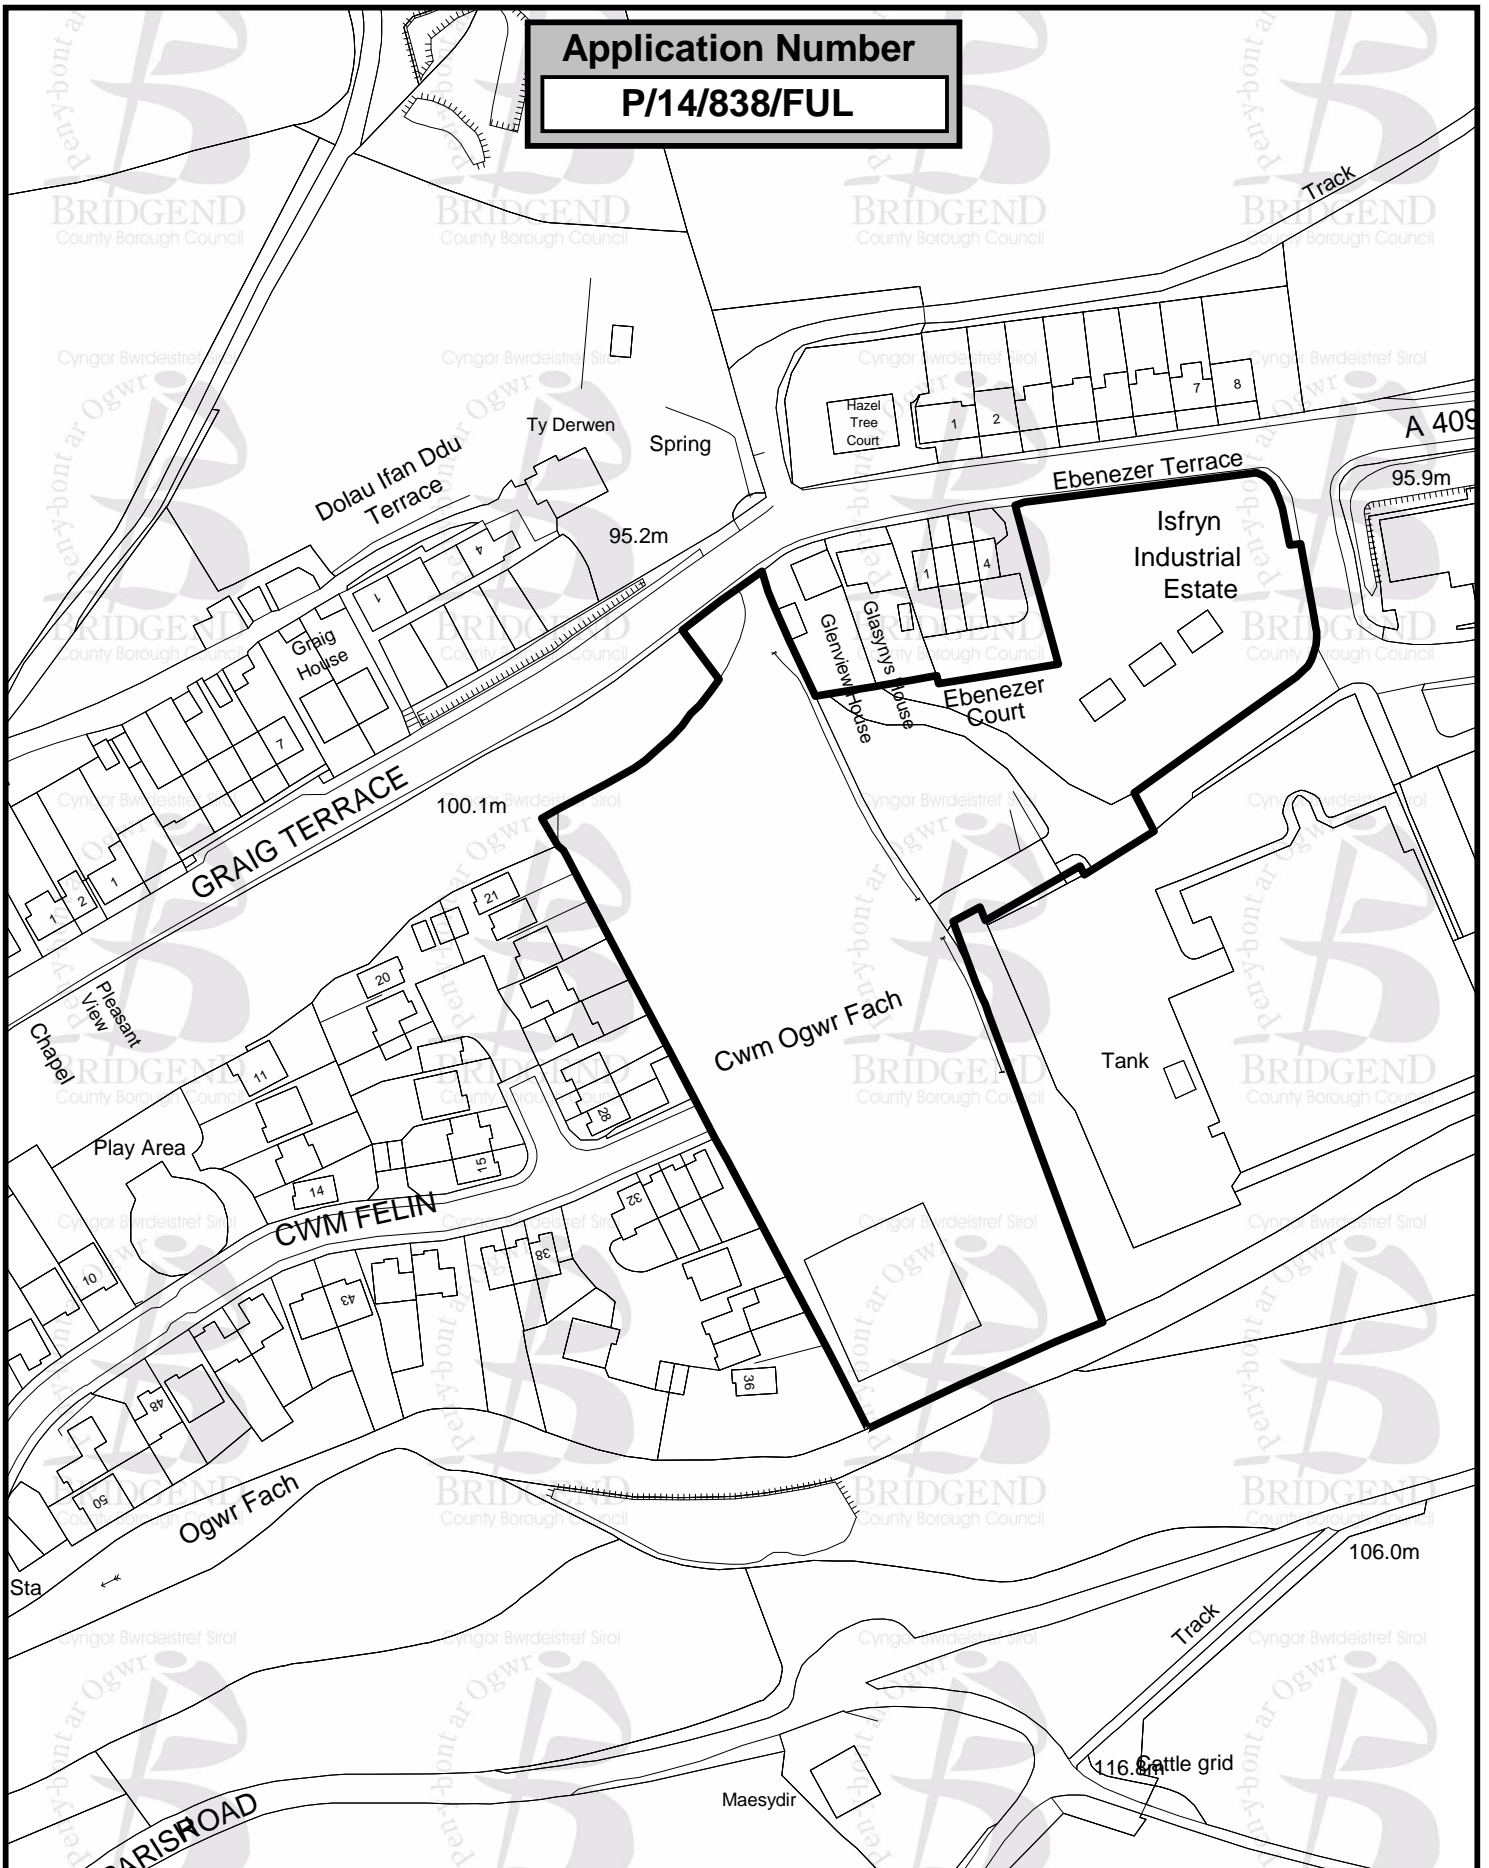 Application Number
P/14/838/FUL
Track
Hazel
Tree
Court
1
2
7
8
A 409
Ebenezer Terrace
95.9m
Ty Derwen
Spring
Dolau Ifan Ddu
Terrace
95.2m
Isfryn
Industrial
Estate
1
4
1
4
Graig
House
Glenview House
Glasynys House
Ebenezer
Court
7
GRAIG TERRACE
100.1m
1
2
1
21
20
Pleasant
View
Chapel
11
Cwm Ogwr Fach
Tank
28
Play Area
15
14
CWM FELIN
32
38
10
43
36
48
50
Ogwr Fach
Sta
106.0m
Track
116.8m
Cattle grid
Maesydir
PARISH
ROAD
Pen-y-bont ar Ogwr
BRIDGEND
County Borough Council
Cyngor Bwrdeistref Sirol